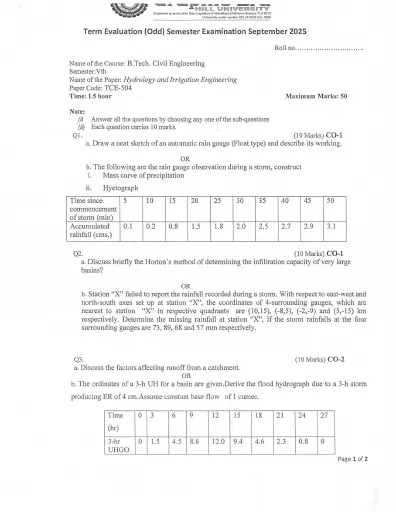 HILL UNIVERSITY
Term Evaluation (Odd) Semester Examination September 2025
Roll no..............................
Name of the Course: B.Tech. Civil Engineering
Semester:Vth
Name of the Paper: Hydrology and Irrigation Engineering
Paper Code: TCE-504
Time: 1.5 hour Maximum Marks: 50
Note:
(i) Answer all the questions by choosing any one of the sub-questions
(ii) Each question carries 10 marks.
Q1. (10 Marks) CO-1
a. Draw a neat sketch of an automatic rain gauge (Float type) and describe its working.
OR
b. The following are the rain gauge observation during a storm, construct
i. Mass curve of precipitation
ii. Hyetograph
Time since commencement of storm (min) 5 10 15 20 25 30 35 40 45 50
Accumulated rainfall (cms.) 0.1 0.2 0.8 1.5 1.8 2.0 2.5 2.7 2.9 3.1
Q2. (10 Marks) CO-1
a. Discuss briefly the Horton's method of determining the infiltration capacity of very large
basins?
OR
b. Station "X" failed to report the rainfall recorded during a storm. With respect to east-west and
north-south axes set up at station "X", the coordinates of 4-surrounding gauges, which are
nearest to station "X" in respective quadrants are (10,15), (-8,5), (-2,-9) and (5,-15) km
respectively. Determine the missing rainfall at station "X", if the storm rainfalls at the four
surrounding gauges are 73, 89, 68 and 57 mm respectively.
Q3. (10 Marks) CO-2
a. Discuss the factors affecting runoff from a catchment.
OR
b. The ordinates of a 3-h UH for a basin are given.Derive the flood hydrograph due to a 3-h storm
producing ER of 4 cm.Assume constant base flow of 1 cumec.
Time (hr) 0 3 6 9 12 15 18 21 24 27
3-hr UHGO 0 1.5 4.5 8.6 12.0 9.4 4.6 2.3 0.8 0
Page 1 of 2